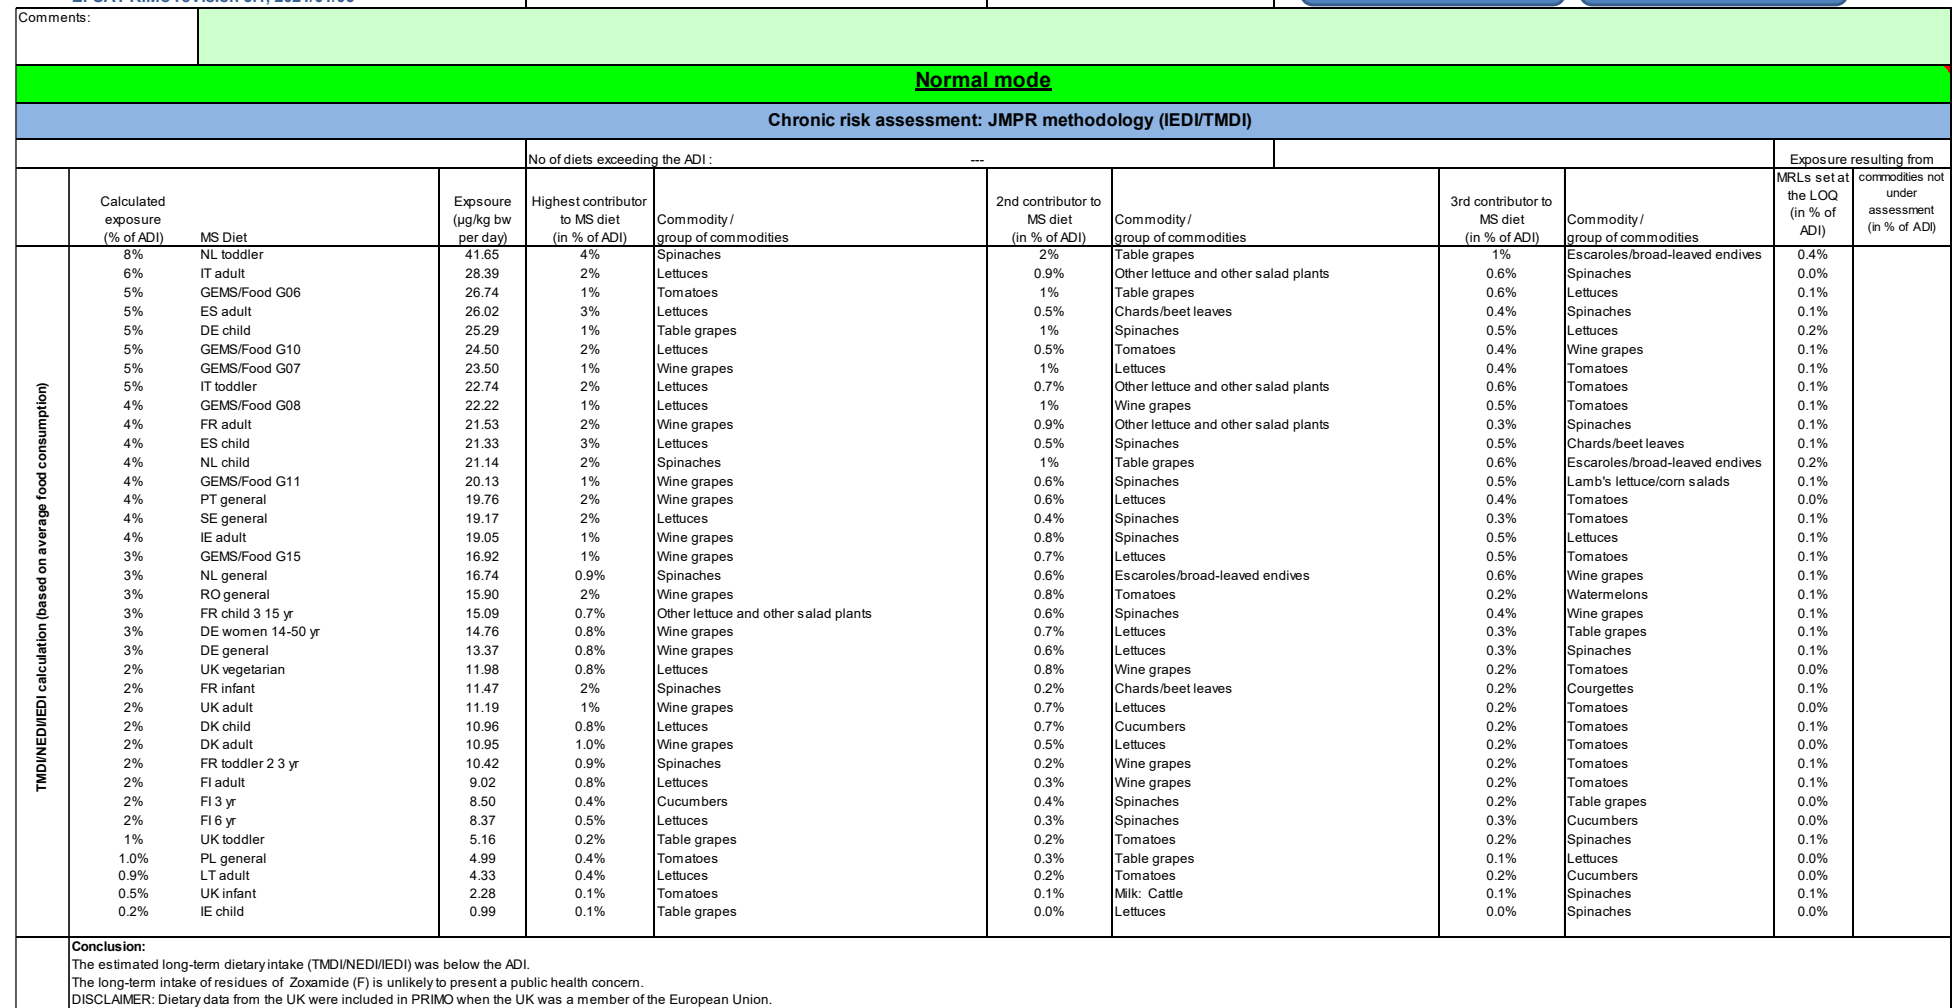 Comments:
Normal mode
Chronic risk assessment: JMPR methodology (IEDI/TMDI)
No of diets exceeding the ADI : --- Exposure resulting from
Calculated exposure (% of ADI) MS Diet Expsoure (µg/kg bw per day) Highest contributor to MS diet (in % of ADI) Commodity / group of commodities 2nd contributor to MS diet (in % of ADI) Commodity / group of commodities 3rd contributor to MS diet (in % of ADI) Commodity / group of commodities MRLs set at the LOQ (in % of ADI) commodities not under assessment (in % of ADI)
TMDI/NEDI/IEDI calculation (based on average food consumption)
8% NL toddler 41.65 4% Spinaches 2% Table grapes 1% Escaroles/broad-leaved endives 0.4%
6% IT adult 28.39 2% Lettuces 0.9% Other lettuce and other salad plants 0.6% Spinaches 0.0%
5% GEMS/Food G06 26.74 1% Tomatoes 1% Table grapes 0.6% Lettuces 0.1%
5% ES adult 26.02 3% Lettuces 0.5% Chards/beet leaves 0.4% Spinaches 0.1%
5% DE child 25.29 1% Table grapes 1% Spinaches 0.5% Lettuces 0.2%
5% GEMS/Food G10 24.50 2% Lettuces 0.5% Tomatoes 0.4% Wine grapes 0.1%
5% GEMS/Food G07 23.50 1% Wine grapes 1% Lettuces 0.4% Tomatoes 0.1%
5% IT toddler 22.74 2% Lettuces 0.7% Other lettuce and other salad plants 0.6% Tomatoes 0.1%
4% GEMS/Food G08 22.22 1% Lettuces 1% Wine grapes 0.5% Tomatoes 0.1%
4% FR adult 21.53 2% Wine grapes 0.9% Other lettuce and other salad plants 0.3% Spinaches 0.1%
4% ES child 21.33 3% Lettuces 0.5% Spinaches 0.5% Chards/beet leaves 0.1%
4% NL child 21.14 2% Spinaches 1% Table grapes 0.6% Escaroles/broad-leaved endives 0.2%
4% GEMS/Food G11 20.13 1% Wine grapes 0.6% Spinaches 0.5% Lamb's lettuce/corn salads 0.1%
4% PT general 19.76 2% Wine grapes 0.6% Lettuces 0.4% Tomatoes 0.0%
4% SE general 19.17 2% Lettuces 0.4% Spinaches 0.3% Tomatoes 0.1%
4% IE adult 19.05 1% Wine grapes 0.8% Spinaches 0.5% Lettuces 0.1%
3% GEMS/Food G15 16.92 1% Wine grapes 0.7% Lettuces 0.5% Tomatoes 0.1%
3% NL general 16.74 0.9% Spinaches 0.6% Escaroles/broad-leaved endives 0.6% Wine grapes 0.1%
3% RO general 15.90 2% Wine grapes 0.8% Tomatoes 0.2% Watermelons 0.1%
3% FR child 3 15 yr 15.09 0.7% Other lettuce and other salad plants 0.6% Spinaches 0.4% Wine grapes 0.1%
3% DE women 14-50 yr 14.76 0.8% Wine grapes 0.7% Lettuces 0.3% Table grapes 0.1%
3% DE general 13.37 0.8% Wine grapes 0.6% Lettuces 0.3% Spinaches 0.1%
2% UK vegetarian 11.98 0.8% Lettuces 0.8% Wine grapes 0.2% Tomatoes 0.0%
2% FR infant 11.47 2% Spinaches 0.2% Chards/beet leaves 0.2% Courgettes 0.1%
2% UK adult 11.19 1% Wine grapes 0.7% Lettuces 0.2% Tomatoes 0.0%
2% DK child 10.96 0.8% Lettuces 0.7% Cucumbers 0.2% Tomatoes 0.1%
2% DK adult 10.95 1.0% Wine grapes 0.5% Lettuces 0.2% Tomatoes 0.0%
2% FR toddler 2 3 yr 10.42 0.9% Spinaches 0.2% Wine grapes 0.2% Tomatoes 0.1%
2% FI adult 9.02 0.8% Lettuces 0.3% Wine grapes 0.2% Tomatoes 0.1%
2% FI 3 yr 8.50 0.4% Cucumbers 0.4% Spinaches 0.2% Table grapes 0.0%
2% FI 6 yr 8.37 0.5% Lettuces 0.3% Spinaches 0.3% Cucumbers 0.0%
1% UK toddler 5.16 0.2% Table grapes 0.2% Tomatoes 0.2% Spinaches 0.1%
1.0% PL general 4.99 0.4% Tomatoes 0.3% Table grapes 0.1% Lettuces 0.0%
0.9% LT adult 4.33 0.4% Lettuces 0.2% Tomatoes 0.2% Cucumbers 0.0%
0.5% UK infant 2.28 0.1% Tomatoes 0.1% Milk: Cattle 0.1% Spinaches 0.1%
0.2% IE child 0.99 0.1% Table grapes 0.0% Lettuces 0.0% Spinaches 0.0%
Conclusion:
The estimated long-term dietary intake (TMDI/NEDI/IEDI) was below the ADI.
The long-term intake of residues of Zoxamide (F) is unlikely to present a public health concern.
DISCLAIMER: Dietary data from the UK were included in PRIMO when the UK was a member of the European Union.